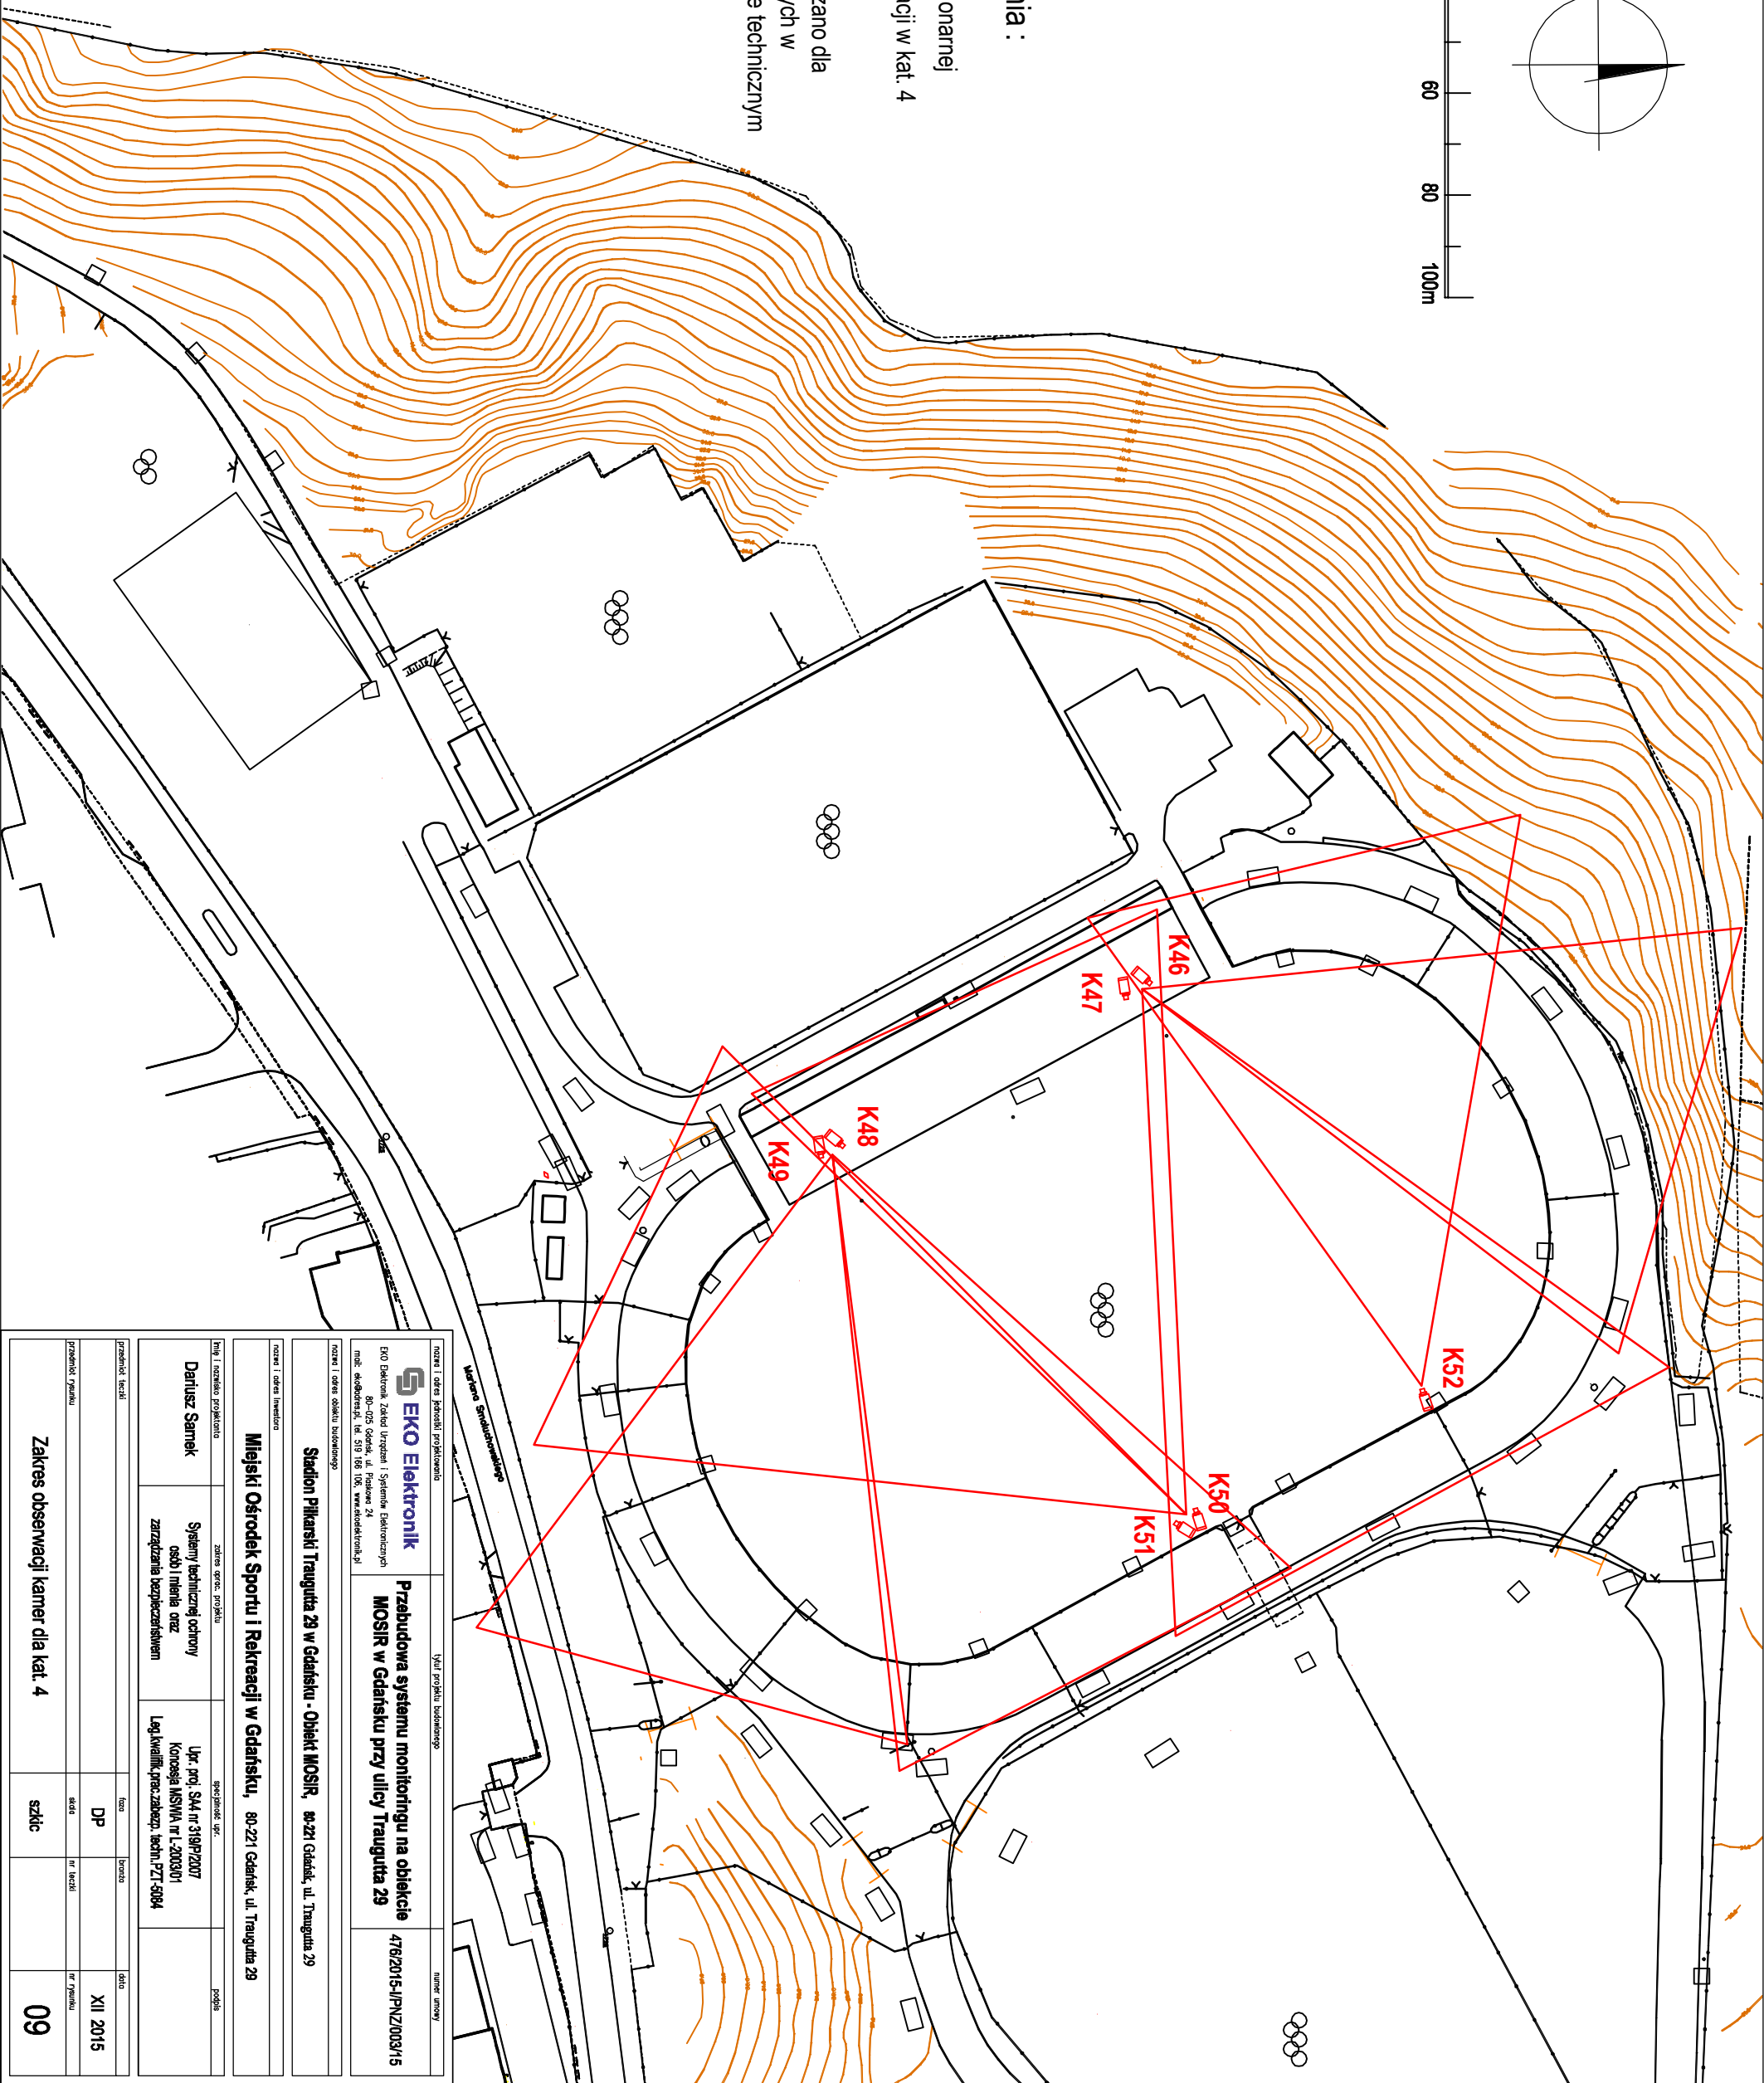 nia :
onarnej
acji w kat. 4
zano dla
ych w
e technicznym
60
80
100m
K46
K47
K48
K49
K50
K51
K52
Mariana Smoluchowskiego
nazwa i adres jednostki projektowania
EKO Elektronik
EKO Elektronik Zakład Urządzeń i Systemów Elektronicznych
80-025 Gdańsk, ul. Piaskowa 24
mail: eko@adres.pl, tel. 519 166 106, www.ekoelektronik.pl
tytuł projektu budowlanego
Przebudowa systemu monitoringu na obiekcie
MOSIR w Gdańsku przy ulicy Traugutta 29
numer umowy
476/2015-I/PNZ/003/15
nazwa i adres obiektu budowlanego
Stadion Piłkarski Traugutta 29 w Gdańsku - Obiekt MOSIR, 80-221 Gdańsk, ul. Traugutta 29
nazwa i adres inwestora
Miejski Ośrodek Sportu i Rekreacji w Gdańsku, 80-221 Gdańsk, ul. Traugutta 29
imię i nazwisko projektanta
Dariusz Samek
zakres oprac. projektu
Systemy technicznej ochrony
osób i mienia oraz
zarządzania bezpieczeństwem
specjalność upr.
Upr. proj. SA4 nr 319/P/2007
Koncesja MSWiA nr L-2003/01
Leg.kwalifik.prac.zabezp. techn.PZT-6084
podpis
przedmiot teczki
faza
DP
branża
data
XII 2015
przedmiot rysunku
Zakres obserwacji kamer dla kat. 4
skala
szkic
nr teczki
nr rysunku
09